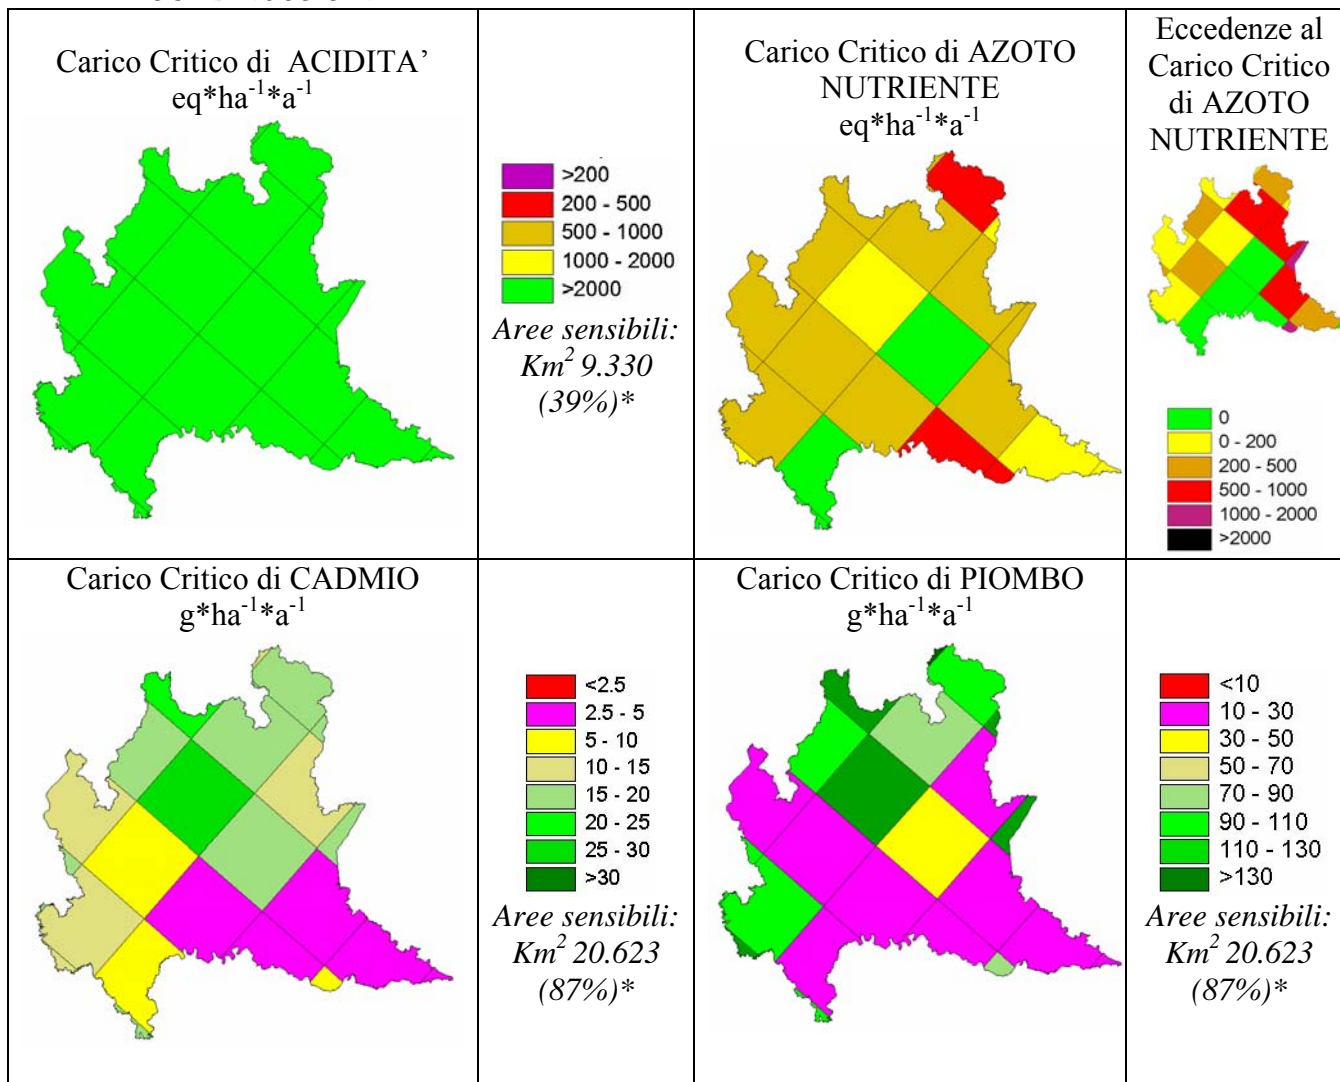 Carico Critico di ACIDITA’
eq*ha-1*a-1
>200
200 - 500
500 - 1000
1000 - 2000
>2000
Aree sensibili:
Km2 9.330
(39%)*
Carico Critico di AZOTO
NUTRIENTE
eq*ha-1*a-1
Eccedenze al
Carico Critico
di AZOTO
NUTRIENTE
0
0 - 200
200 - 500
500 - 1000
1000 - 2000
>2000
Carico Critico di CADMIO
g*ha-1*a-1
<2.5
2.5 - 5
5 - 10
10 - 15
15 - 20
20 - 25
25 - 30
>30
Aree sensibili:
Km2 20.623
(87%)*
Carico Critico di PIOMBO
g*ha-1*a-1
<10
10 - 30
30 - 50
50 - 70
70 - 90
90 - 110
110 - 130
>130
Aree sensibili:
Km2 20.623
(87%)*